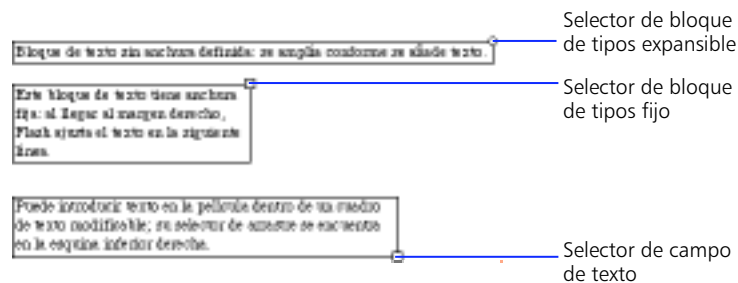 Selector de bloque
de tipos expansible
Bloque de texto sin anchura definida: se amplía conforme se añade texto.
Selector de bloque
de tipos fijo
Este bloque de texto tiene anchura
fija: al llegar al margen derecho,
Flash ajusta el texto en la siguiente
línea.
Puede introducir texto en la película dentro de un cuadro
de texto modificable; su selector de arrastre se encuentra
en la esquina inferior derecha.
Selector de campo
de texto